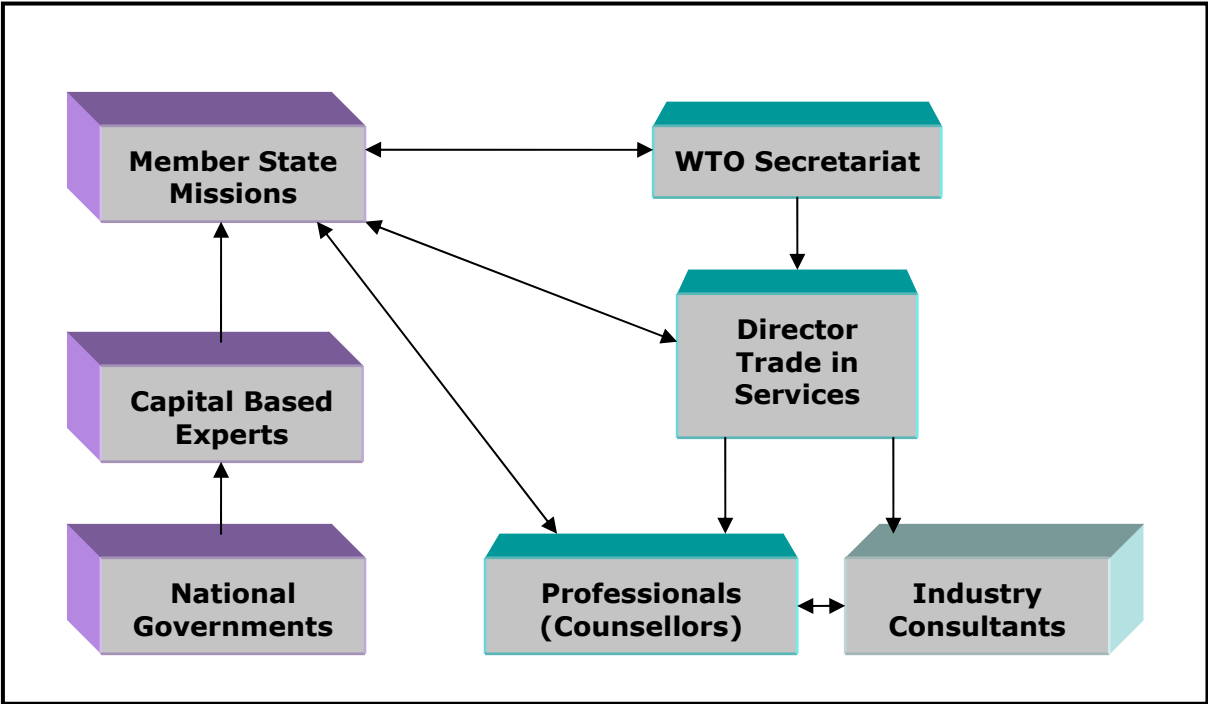 Member State
Missions
WTO Secretariat
Director
Trade in
Services
Capital Based
Experts
National
Governments
Professionals
(Counsellors)
Industry
Consultants